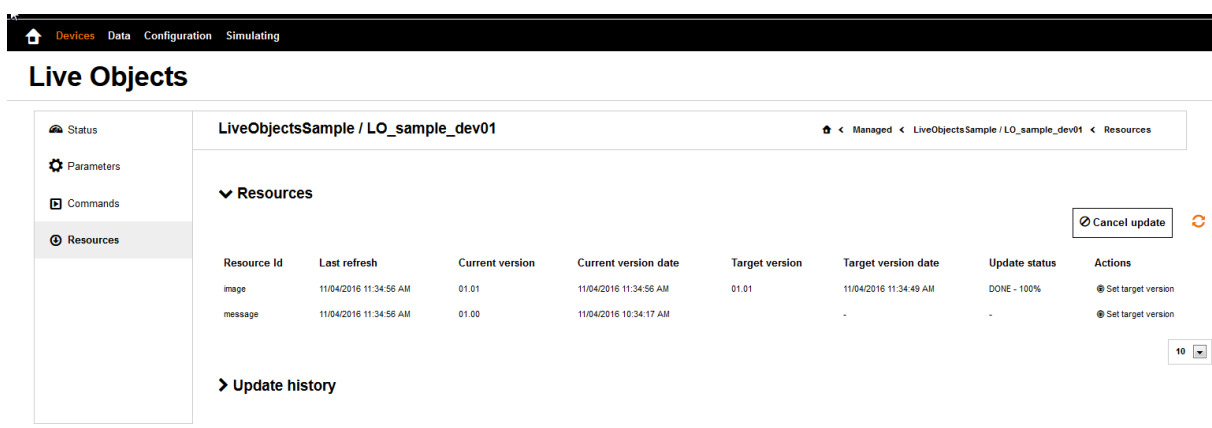 Devices Data Configuration Simulating
Live Objects
Status
Parameters
Commands
Resources
LiveObjectsSample / LO_sample_dev01
Managed LiveObjectsSample / LO_sample_dev01 Resources
Resources
Cancel update
Resource Id Last refresh Current version Current version date Target version Target version date Update status Actions
image 11/04/2016 11:34:56 AM 01.01 11/04/2016 11:34:56 AM 01.01 11/04/2016 11:34:49 AM DONE - 100% Set target version
message 11/04/2016 11:34:56 AM 01.00 11/04/2016 10:34:17 AM - - Set target version
10
Update history